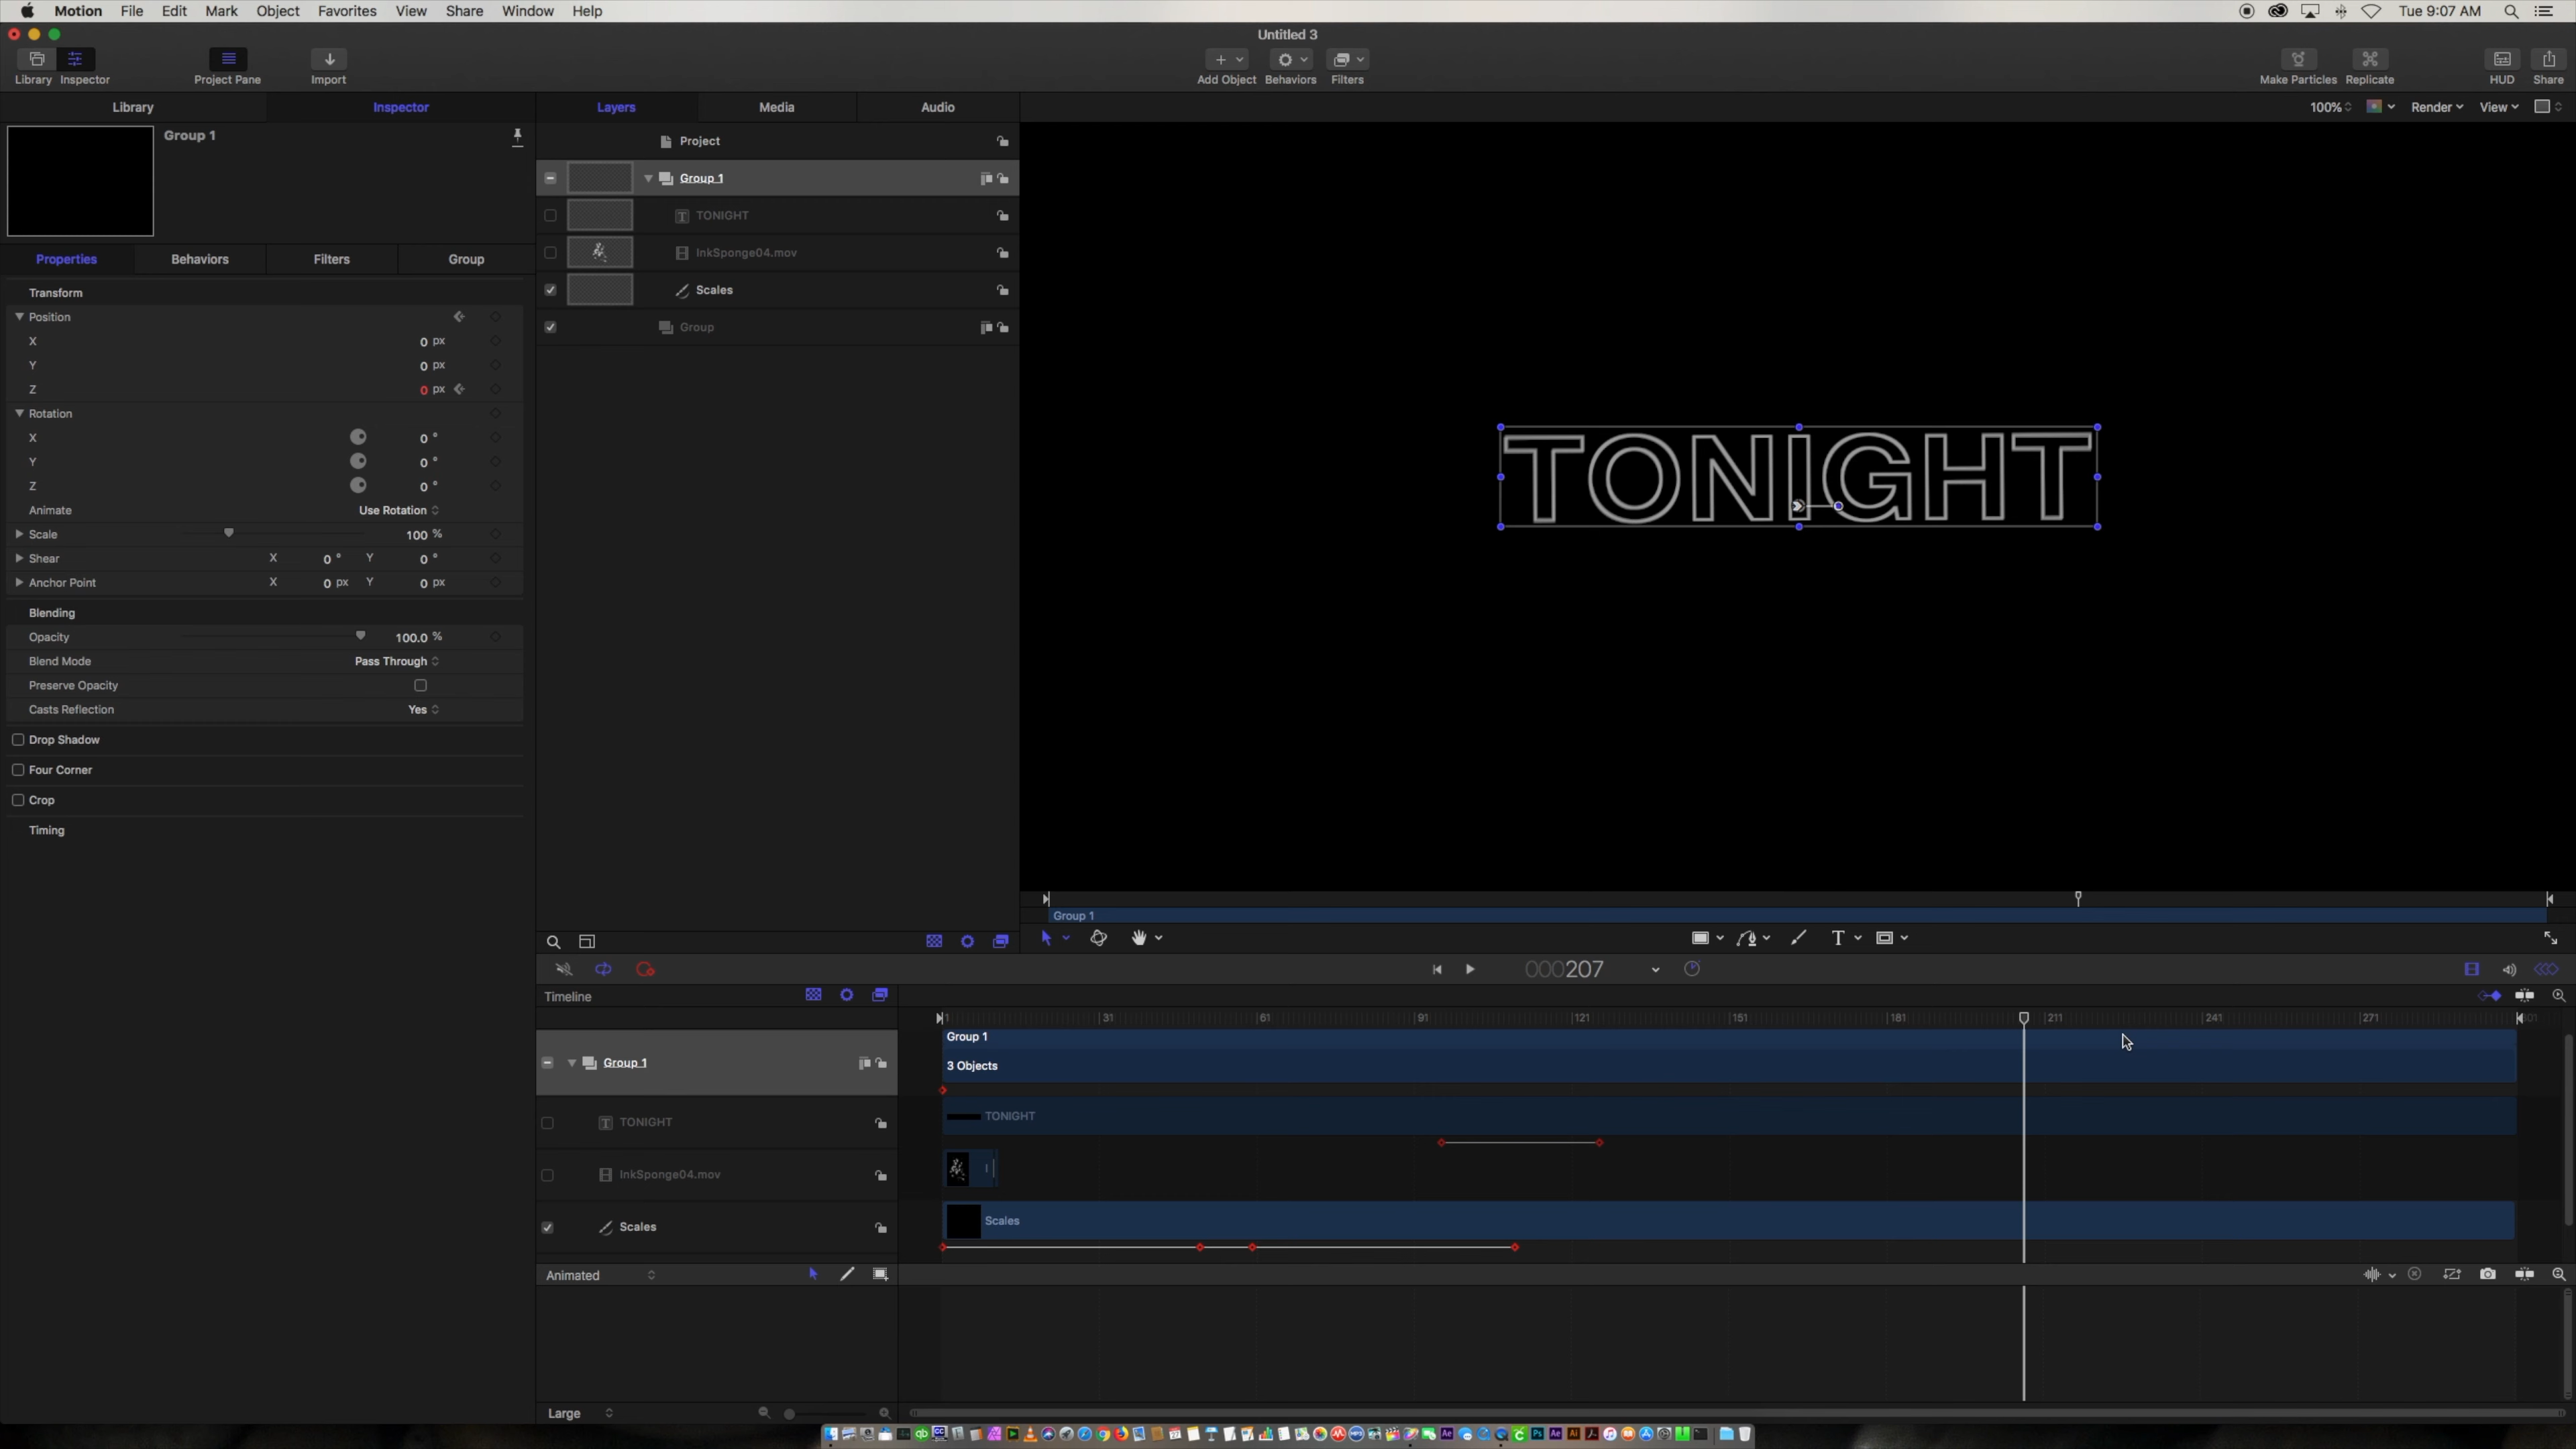 Motion File Edit Mark Object Favorites View Share Window Help Tue 9:07 AM
Untitled 3
Library Inspector Project Pane Import Add Object Behaviors Filters Make Particles Replicate HUD Share
Library Inspector Layers Media Audio 100% Render View
Group 1
Project
Group 1
TONIGHT
InkSponge04.mov
Scales
Group
Properties Behaviors Filters Group
Transform
Position
X 0 px
Y 0 px
Z 0 px
Rotation
X 0 °
Y 0 °
Z 0 °
Animate Use Rotation
Scale 100 %
Shear X 0 ° Y 0 °
Anchor Point X 0 px Y 0 px
Blending
Opacity 100.0 %
Blend Mode Pass Through
Preserve Opacity
Casts Reflection Yes
Drop Shadow
Four Corner
Crop
Timing
TONIGHT
Group 1
000207
Timeline
1 31 61 91 121 151 181 211 241 271 301
Group 1
Group 1
3 Objects
TONIGHT
TONIGHT
InkSponge04.mov
Scales
Scales
Animated
Large